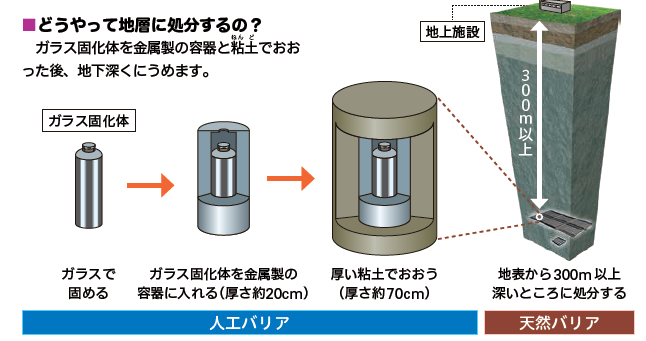 ■どうやって地層に処分するの？
ガラス固化体を金属製の容器と粘土でおお
ねんど
った後、地下深くにうめます。
地上施設
300m以上
ガラス固化体
ガラスで
固める
ガラス固化体を金属製の
容器に入れる（厚さ約20cm）
厚い粘土でおおう
（厚さ約70cm）
地表から300m以上
深いところに処分する
人工バリア
天然バリア